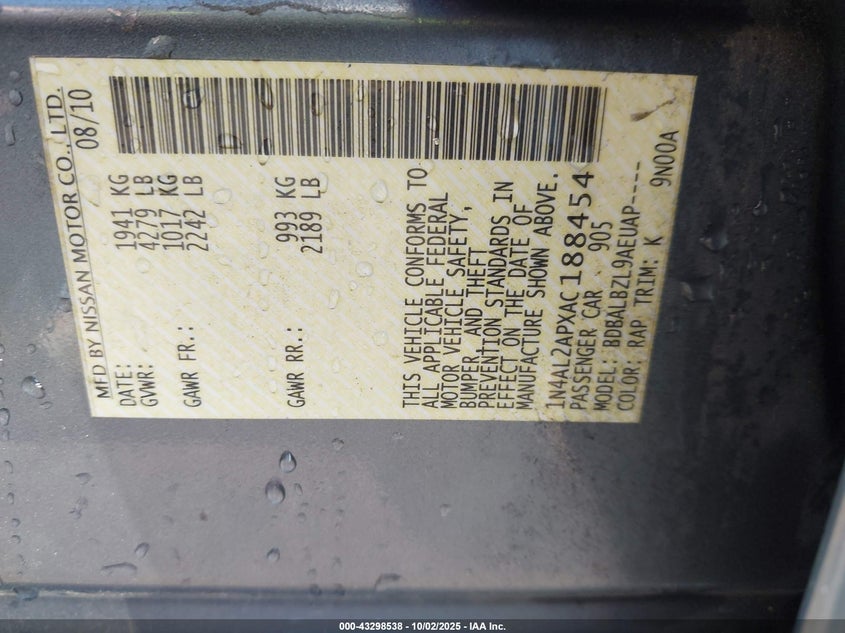 MFD BY NISSAN MOTOR CO., LTD.
DATE: 08/10
GVWR: 1941 KG
4279 LB
GAWR FR.: 1017 KG
2242 LB
GAWR RR.: 993 KG
2189 LB
THIS VEHICLE CONFORMS TO
ALL APPLICABLE FEDERAL
MOTOR VEHICLE SAFETY,
BUMPER, AND THEFT
PREVENTION STANDARDS IN
EFFECT ON THE DATE OF
MANUFACTURE SHOWN ABOVE.
1N4AL2APXAC188454
PASSENGER CAR 905
MODEL: BDBALBZL9AEUAP----
COLOR: RAP TRIM: K 9N00A
000-43298538 - 10/02/2025 - IAA Inc.